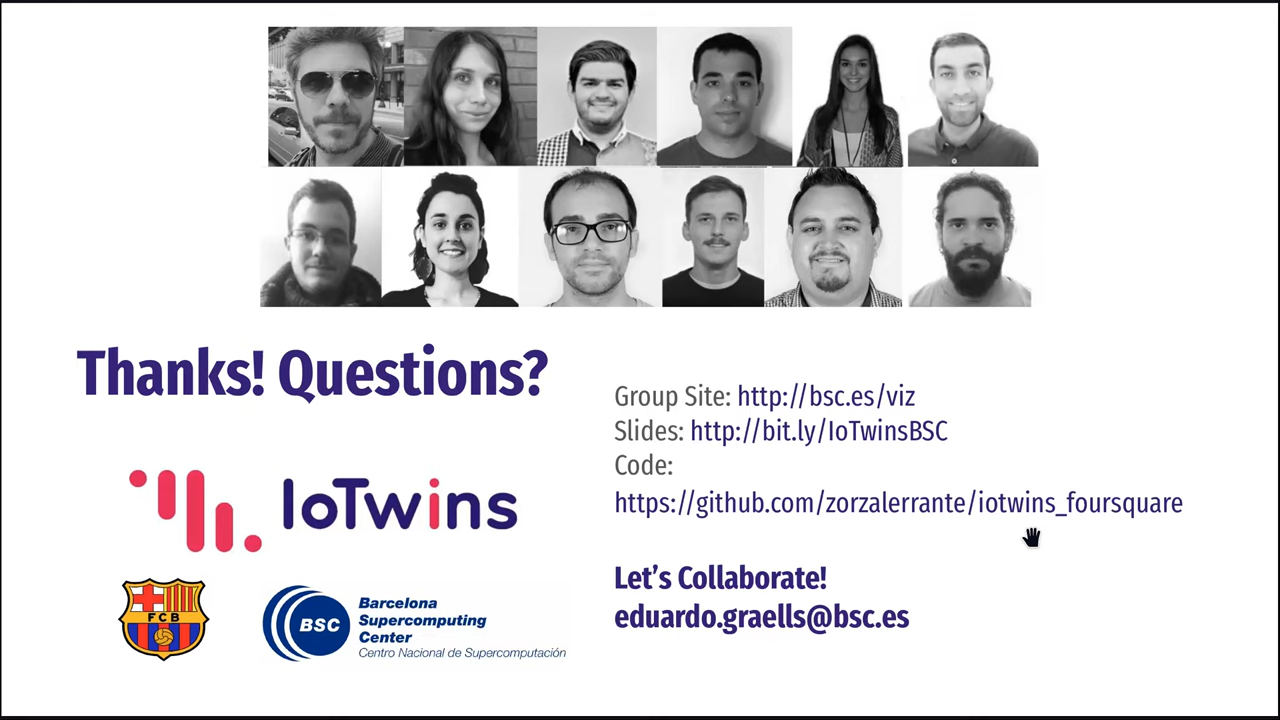 Thanks! Questions?
Group Site: http://bsc.es/viz
Slides: http://bit.ly/IoTwinsBSC
Code:
https://github.com/zorzalerrante/iotwins_foursquare
IoTwins
Let's Collaborate!
eduardo.graells@bsc.es
FCB
BSC
Barcelona
Supercomputing
Center
Centro Nacional de Supercomputación